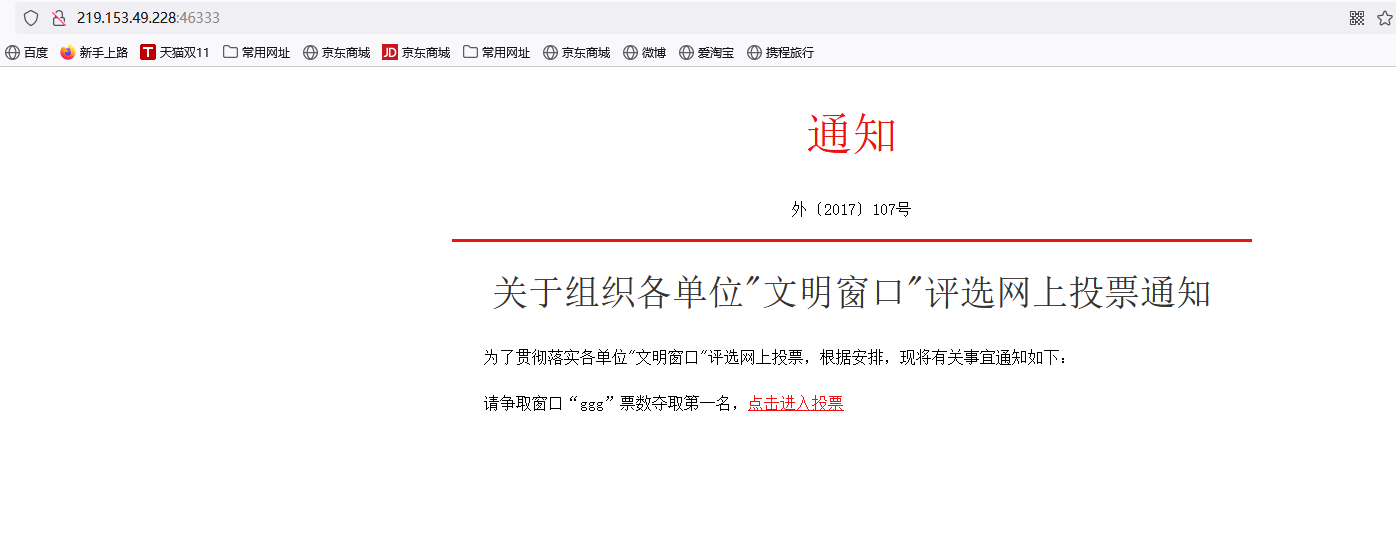 219.153.49.228:46333
百度 新手上路 T 天猫双11 常用网址 京东商城 JD 京东商城 常用网址 京东商城 微博 爱淘宝 携程旅行
通知
外〔2017〕107号
关于组织各单位"文明窗口"评选网上投票通知
为了贯彻落实各单位"文明窗口"评选网上投票，根据安排，现将有关事宜通知如下：
请争取窗口“ggg”票数夺取第一名，点击进入投票